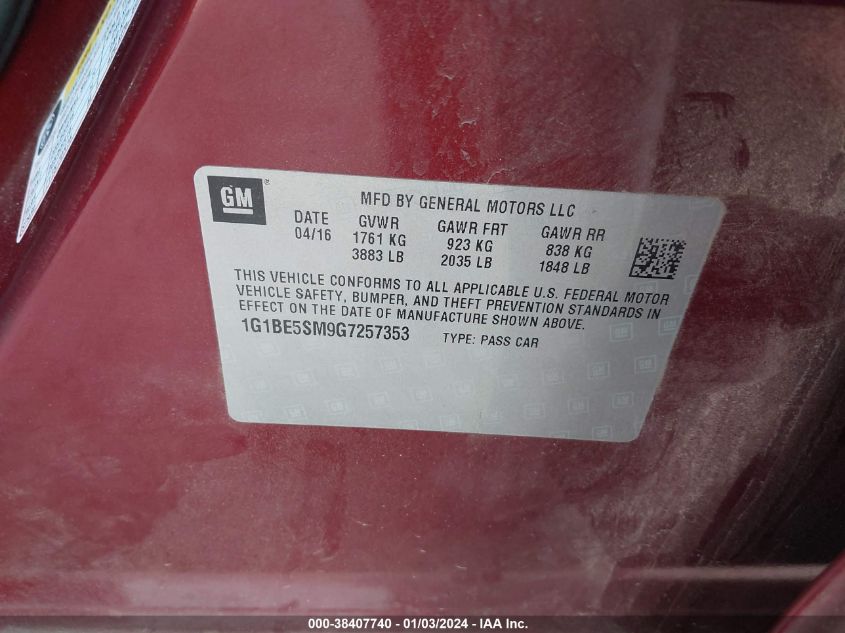 GM®
MFD BY GENERAL MOTORS LLC
DATE GVWR GAWR FRT GAWR RR
04/16 1761 KG 923 KG 838 KG
3883 LB 2035 LB 1848 LB
THIS VEHICLE CONFORMS TO ALL APPLICABLE U.S. FEDERAL MOTOR
VEHICLE SAFETY, BUMPER, AND THEFT PREVENTION STANDARDS IN
EFFECT ON THE DATE OF MANUFACTURE SHOWN ABOVE.
1G1BE5SM9G7257353 TYPE: PASS CAR
000-38407740 - 01/03/2024 - IAA Inc.